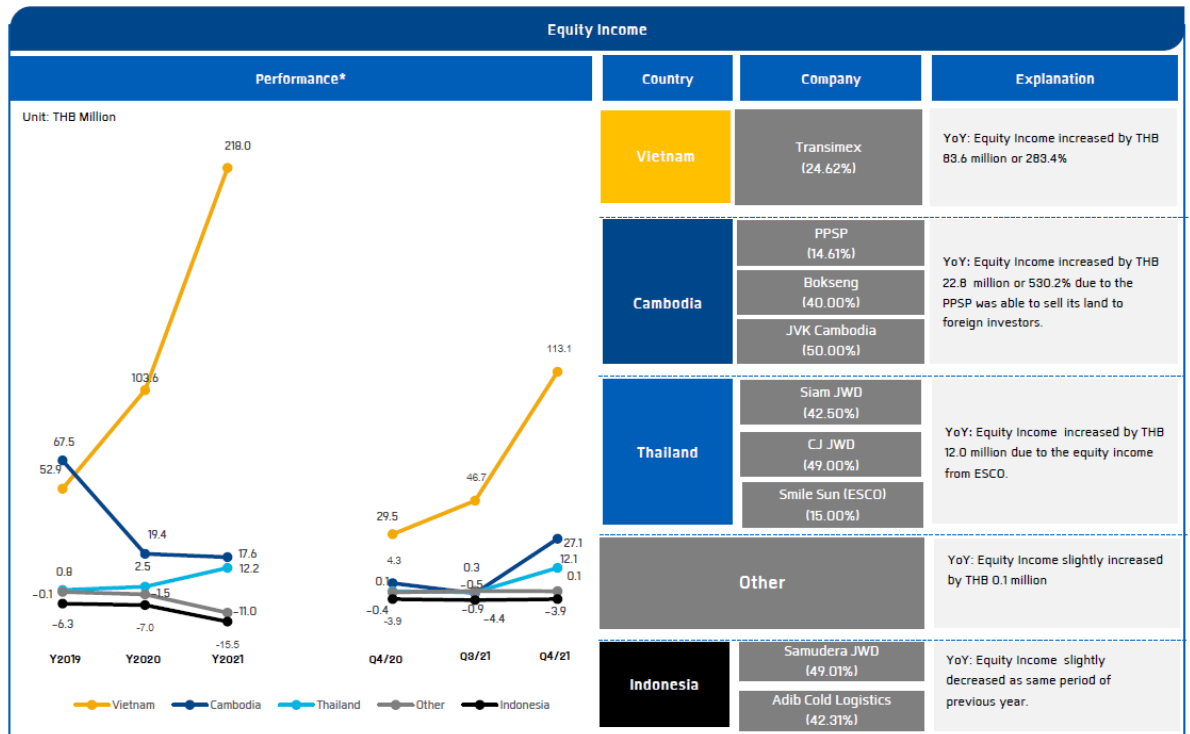 Equity Income
Performance*
Country
Company
Explanation
Unit: THB Million
218.0
103.6
67.5
52.9
19.4
17.6
2.5
12.2
0.8
-0.1
-1.5
-11.0
-6.3
-7.0
-15.5
Y2019
Y2020
Y2021
113.1
46.7
29.5
27.1
4.3
0.3
12.1
0.1
-0.5
0.1
-0.4
-0.9
-3.9
-4.4
-3.9
Q4/20
Q3/21
Q4/21
Vietnam
Cambodia
Thailand
Other
Indonesia
Vietnam
Transimex
(24.62%)
YoY: Equity Income increased by THB
83.6 million or 283.4%
Cambodia
PPSP
(14.61%)
Bokseng
(40.00%)
JVK Cambodia
(50.00%)
YoY: Equity Income increased by THB
22.8 million or 530.2% due to the
PPSP was able to sell its land to
foreign investors.
Thailand
Siam JWD
(42.50%)
CJ JWD
(49.00%)
Smile Sun (ESCO)
(15.00%)
YoY: Equity Income increased by THB
12.0 million due to the equity income
from ESCO.
Other
YoY: Equity Income slightly increased
by THB 0.1 million
Indonesia
Samudera JWD
(49.01%)
Adib Cold Logistics
(42.31%)
YoY: Equity Income slightly
decreased as same period of
previous year.